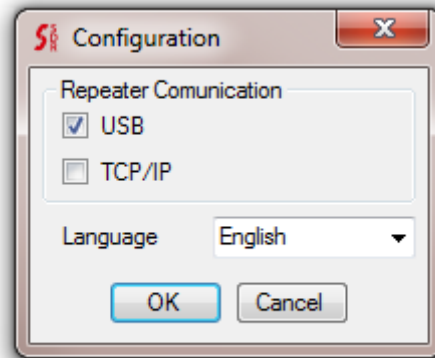 Configuration
Repeater Comunication
USB
TCP/IP
Language English
OK Cancel